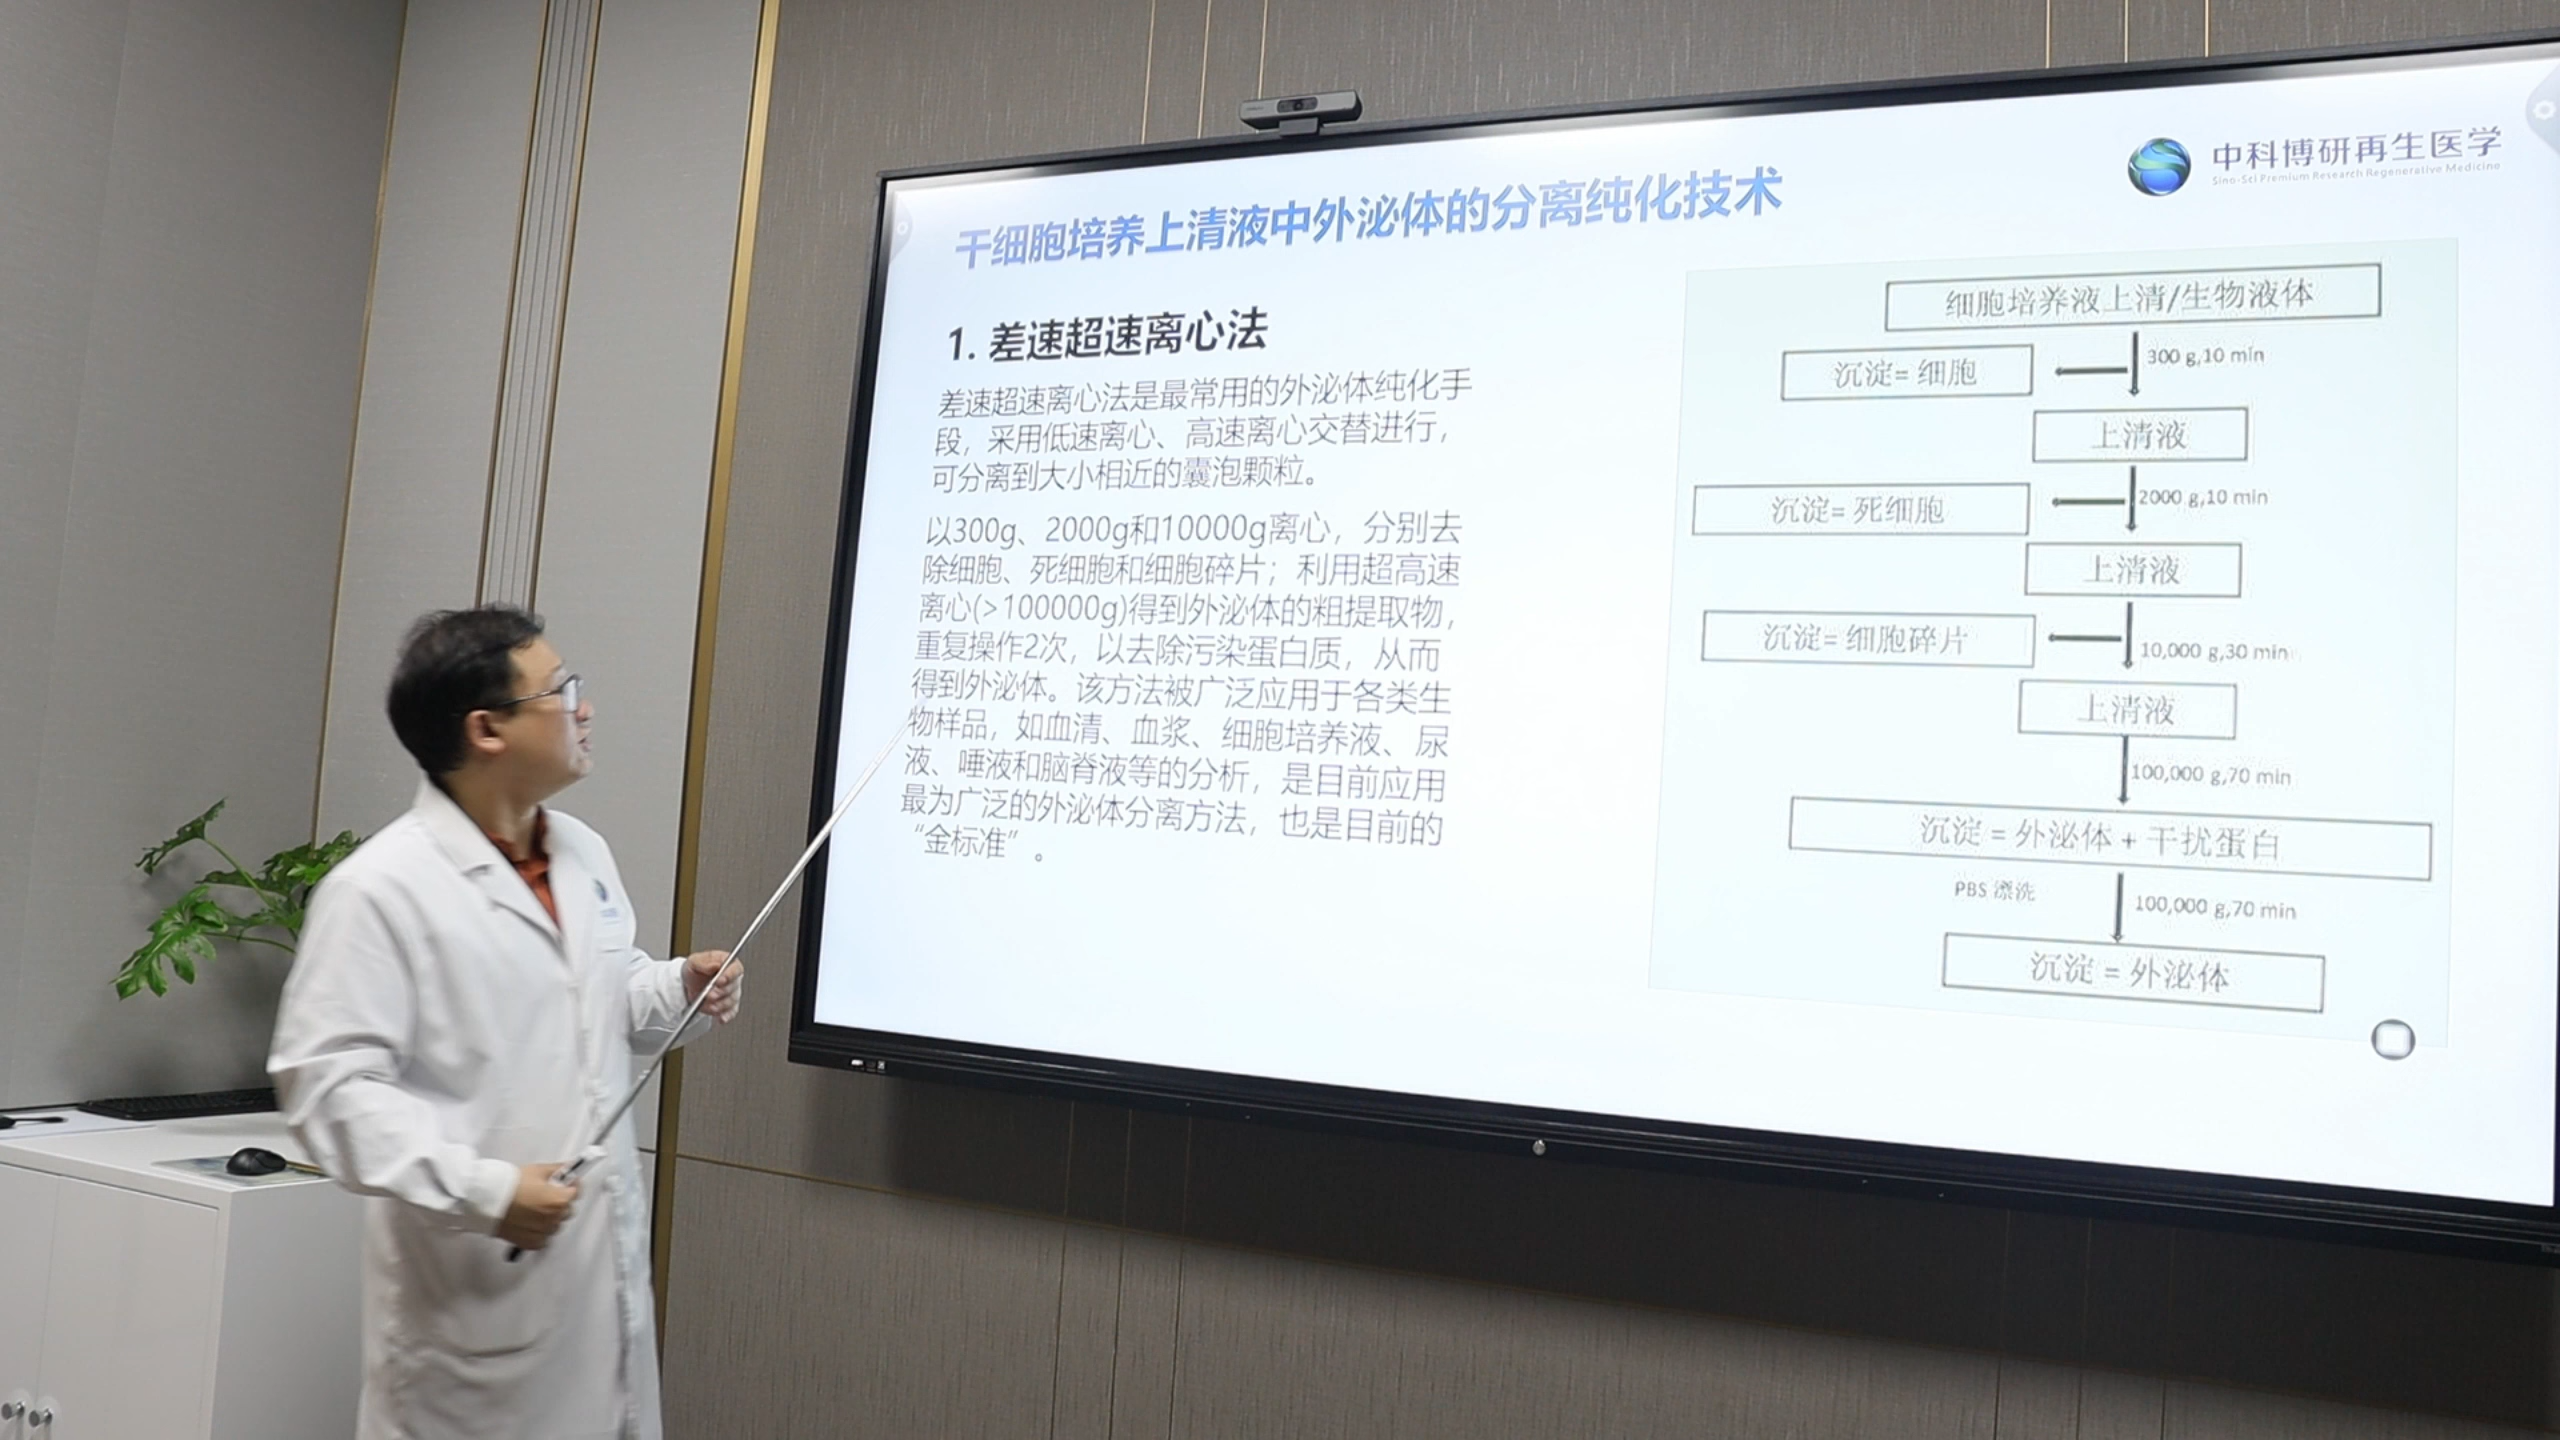 中科博研再生医学
Sino-Sci Premium Research Regenerative Medicine
干细胞培养上清液中外泌体的分离纯化技术
1. 差速超速离心法
差速超速离心法是最常用的外泌体纯化手
段，采用低速离心、高速离心交替进行，
可分离到大小相近的囊泡颗粒。
以300g、2000g和10000g离心，分别去
除细胞、死细胞和细胞碎片；利用超高速
离心(>100000g)得到外泌体的粗提取物，
重复操作2次，以去除污染蛋白质，从而
得到外泌体。该方法被广泛应用于各类生
物样品，如血清、血浆、细胞培养液、尿
液、唾液和脑脊液等的分析，是目前应用
最为广泛的外泌体分离方法，也是目前的
“金标准”。
细胞培养液上清/生物液体
300 g,10 min
沉淀= 细胞
上清液
2000 g,10 min
沉淀= 死细胞
上清液
10,000 g,30 min
沉淀= 细胞碎片
上清液
100,000 g,70 min
沉淀 = 外泌体 + 干扰蛋白
PBS 漂洗
100,000 g,70 min
沉淀 = 外泌体